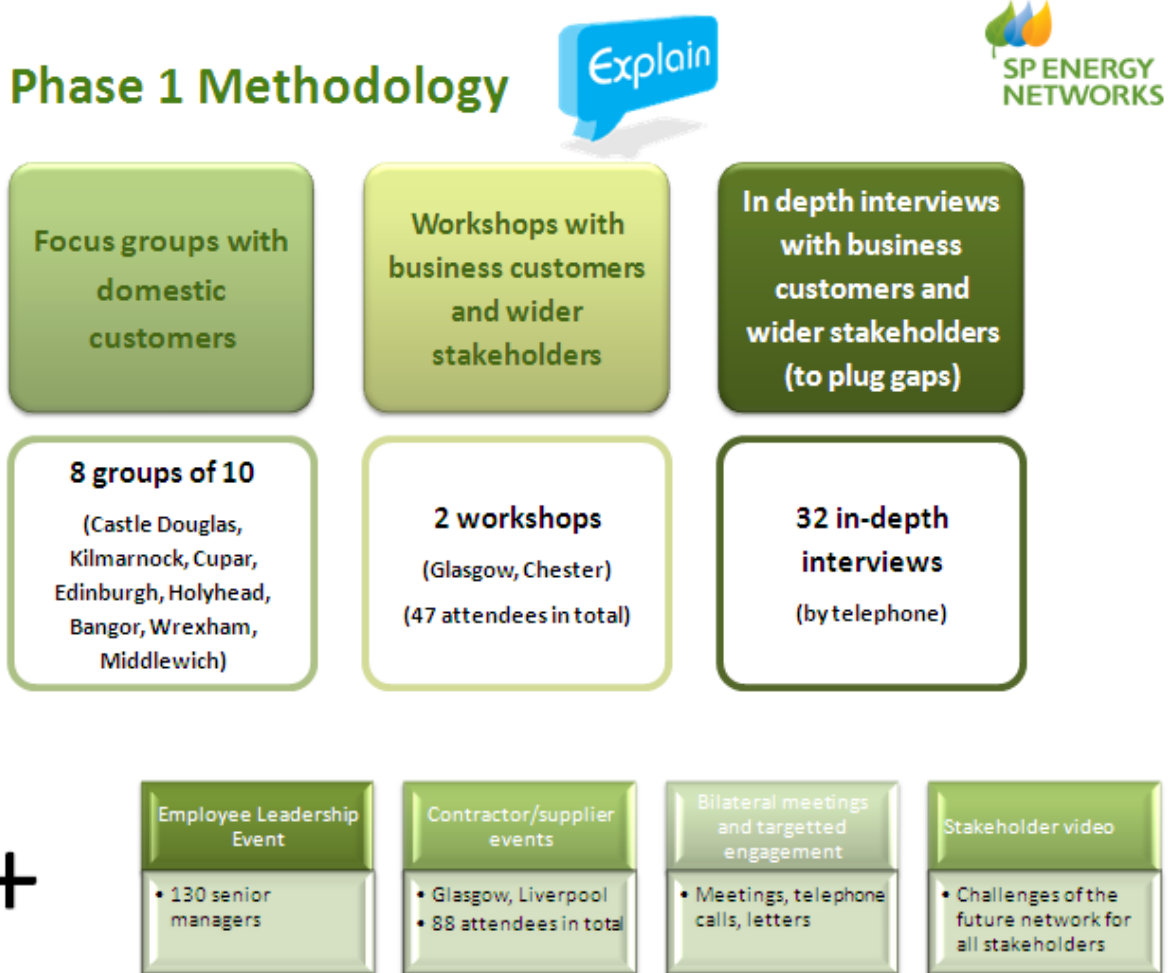 Phase 1 Methodology
Explain
SP ENERGY
NETWORKS
Focus groups with
domestic
customers
Workshops with
business customers
and wider
stakeholders
In depth interviews
with business
customers and
wider stakeholders
(to plug gaps)
8 groups of 10
(Castle Douglas,
Kilmarnock, Cupar,
Edinburgh, Holyhead,
Bangor, Wrexham,
Middlewich)
2 workshops
(Glasgow, Chester)
(47 attendees in total)
32 in-depth
interviews
(by telephone)
+
Employee Leadership
Event
• 130 senior
managers
Contractor/supplier
events
• Glasgow, Liverpool
• 88 attendees in total
Bilateral meetings
and targetted
engagement
• Meetings, telephone
calls, letters
Stakeholder video
• Challenges of the
future network for
all stakeholders